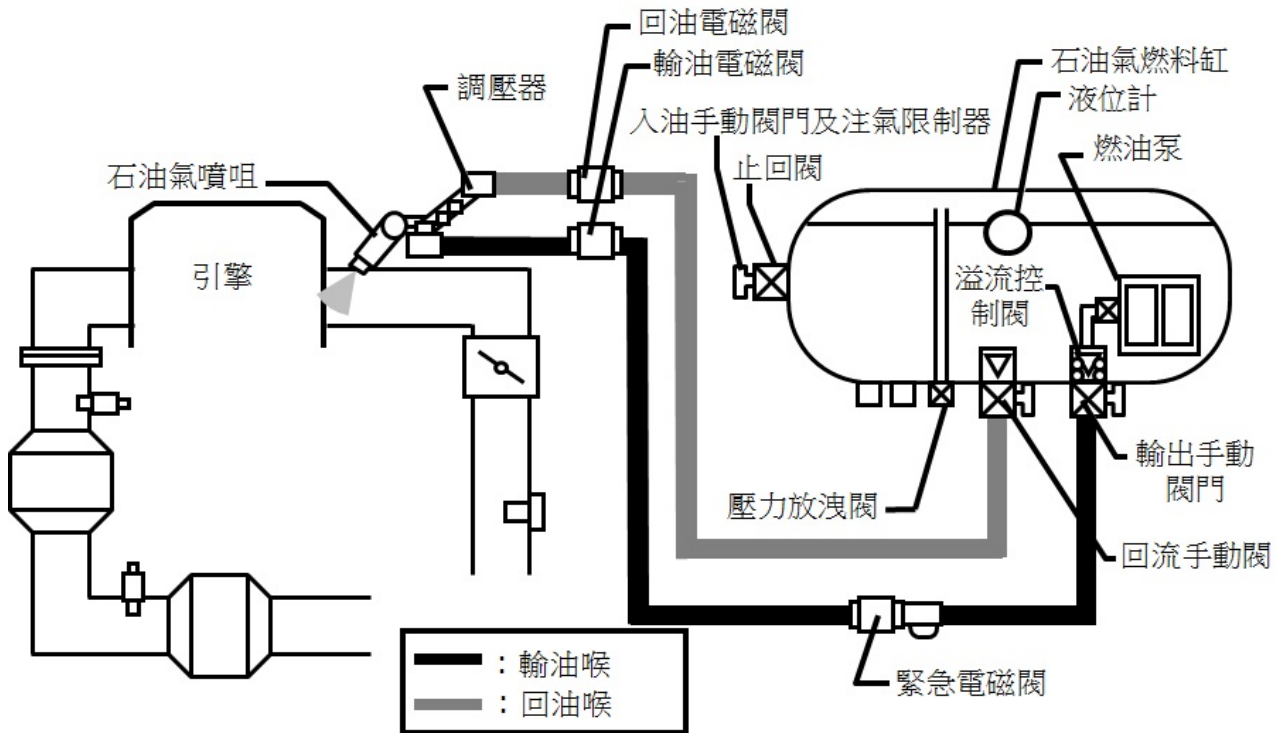 回油電磁閥
輸油電磁閥
調壓器
石油氣燃料缸
液位計
入油手動閥門及注氣限制器
燃油泵
止回閥
石油氣噴咀
引擎
溢流控
制閥
輸出手動
閥門
壓力放洩閥
回流手動閥
緊急電磁閥
：輸油喉
：回油喉